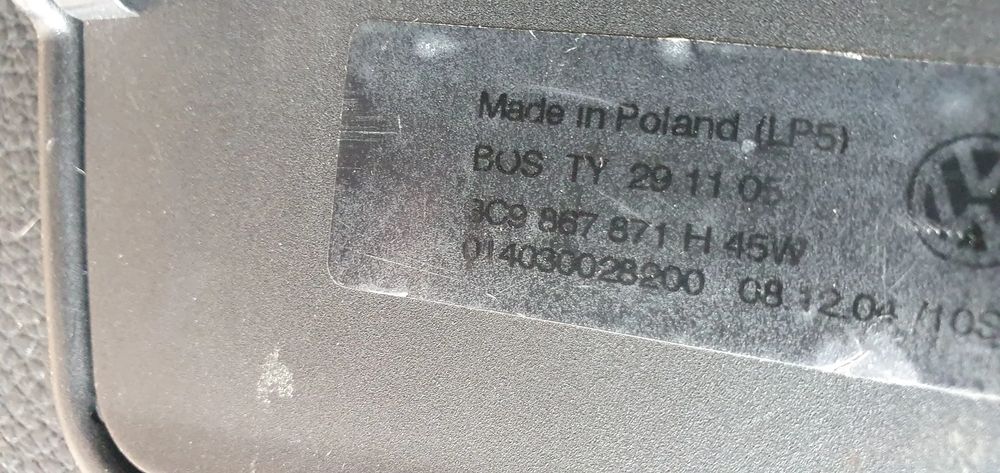 Made in Poland (LP5)
BOS TY 29 11 05
3C9 867 871 H 45W
014030028200 08.12.04 /10S